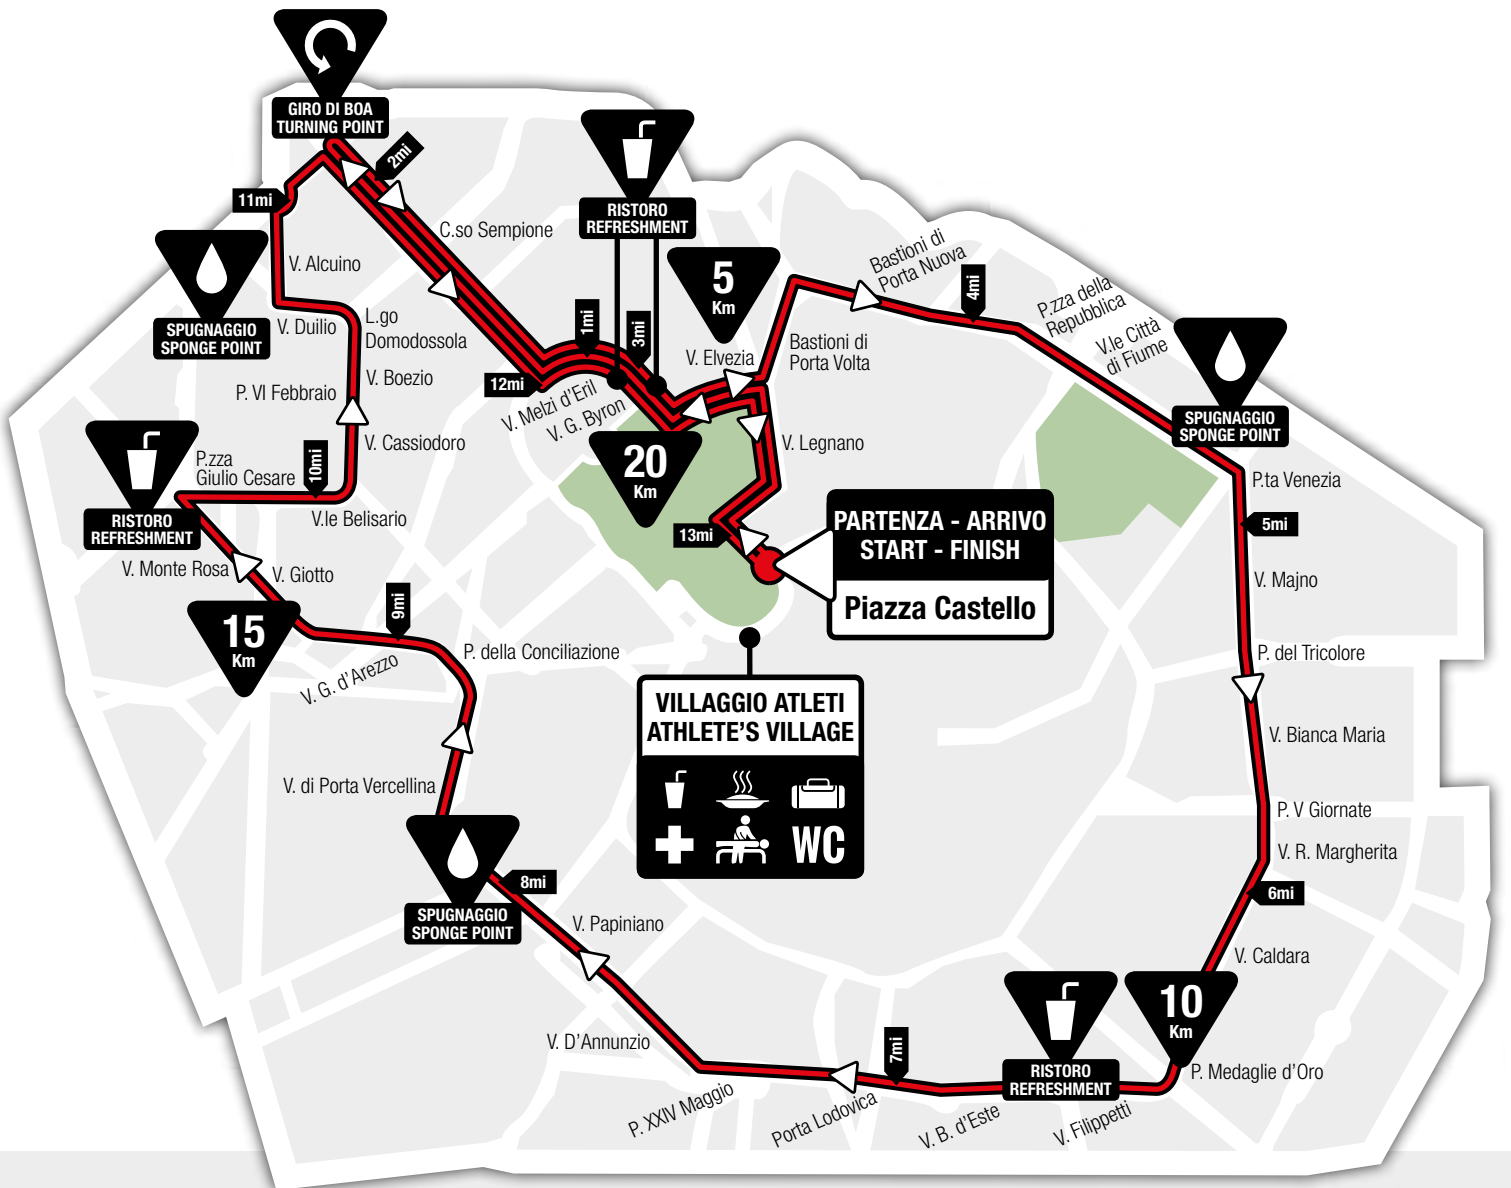 GIRO DI BOA
TURNING POINT
2mi
11mi
C.so Sempione
RISTORO
REFRESHMENT
5
Km
Bastioni di
Porta Nuova
4mi
P.zza della
Repubblica
V.le Città
di Fiume
SPUGNAGGIO
SPONGE POINT
V. Alcuino
V. Duilio
L.go
Domodossola
SPUGNAGGIO
SPONGE POINT
1mi
3mi
V. Elvezia
Bastioni di
Porta Volta
P. VI Febbraio
V. Boezio
12mi
V. Melzi d'Eril
V. G. Byron
V. Cassiodoro
V. Legnano
20
Km
P.zza
Giulio Cesare
10mi
V.le Belisario
RISTORO
REFRESHMENT
P.ta Venezia
5mi
13mi
PARTENZA - ARRIVO
START - FINISH
Piazza Castello
V. Monte Rosa
V. Giotto
V. Majno
15
Km
9mi
V. G. d'Arezzo
P. della Conciliazione
P. del Tricolore
VILLAGGIO ATLETI
ATHLETE'S VILLAGE
WC
V. Bianca Maria
V. di Porta Vercellina
P. V Giornate
V. R. Margherita
6mi
SPUGNAGGIO
SPONGE POINT
8mi
V. Papiniano
V. Caldara
10
Km
V. D'Annunzio
7mi
RISTORO
REFRESHMENT
P. Medaglie d'Oro
P. XXIV Maggio
Porta Lodovica
V. B. d'Este
V. Filippetti